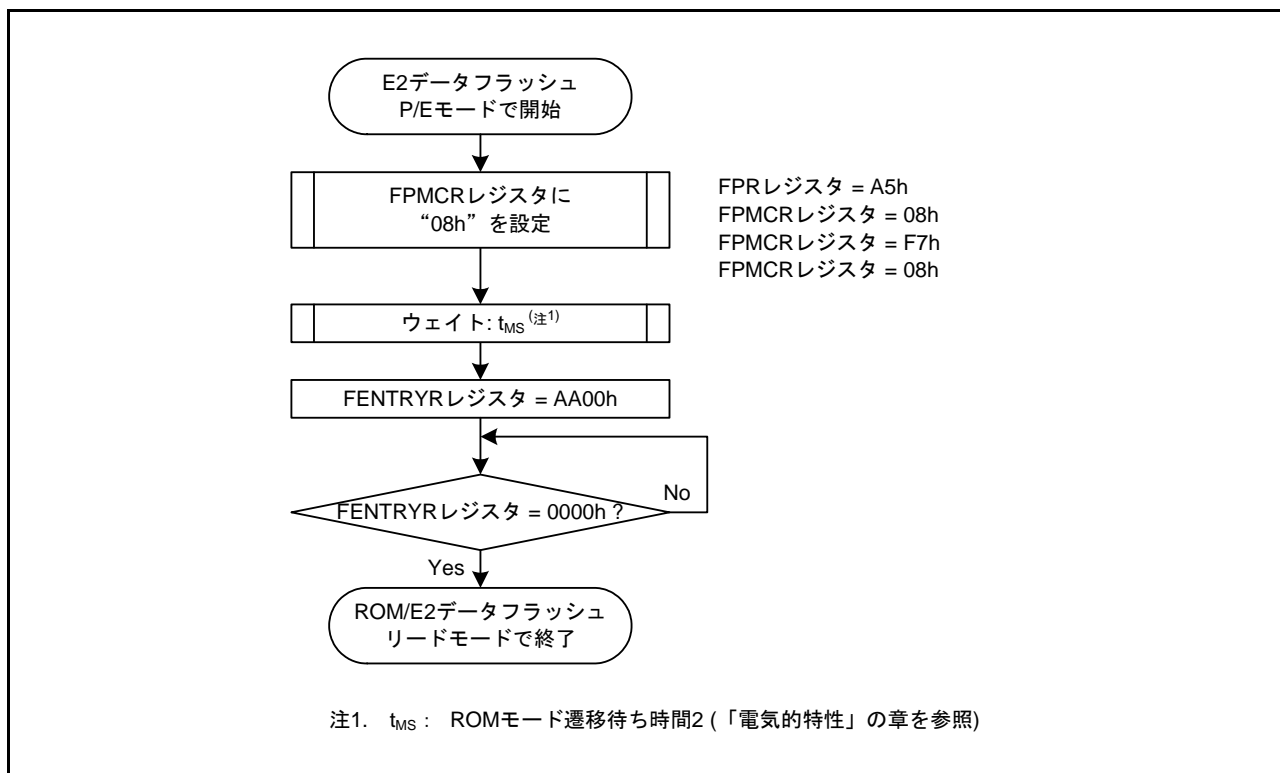 E2データフラッシュ
P/Eモードで開始
FPMCRレジスタに
“08h”を設定
FPRレジスタ = A5h
FPMCRレジスタ = 08h
FPMCRレジスタ = F7h
FPMCRレジスタ = 08h
ウェイト: tMS (注1)
FENTRYRレジスタ = AA00h
FENTRYRレジスタ = 0000h ?
No
Yes
ROM/E2データフラッシュ
リードモードで終了
注1. tMS : ROMモード遷移待ち時間2 (「電気的特性」の章を参照)